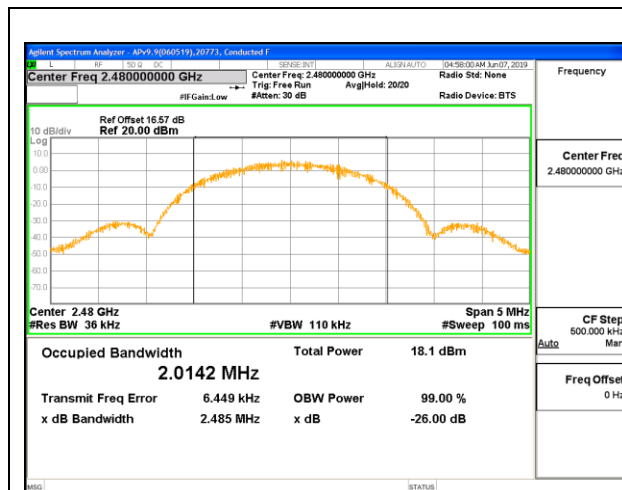 Agilent Spectrum Analyzer - APv9.9(060519),20773, Conducted F
L RF 50 Ω DC SENSE:INT ALIGN AUTO 04:58:00 AM Jun 07, 2019
Center Freq 2.480000000 GHz Center Freq: 2.480000000 GHz Radio Std: None
Trig: Free Run Avg|Hold: 20/20
#IFGain:Low #Atten: 30 dB Radio Device: BTS
Frequency
Ref Offset 16.57 dB
10 dB/div Ref 20.00 dBm
Log
10.0
0.00
-10.0
-20.0
-30.0
-40.0
-50.0
-60.0
-70.0
Center 2.48 GHz Span 5 MHz
#Res BW 36 kHz #VBW 110 kHz #Sweep 100 ms
Occupied Bandwidth Total Power 18.1 dBm
2.0142 MHz
Transmit Freq Error 6.449 kHz OBW Power 99.00 %
x dB Bandwidth 2.485 MHz x dB -26.00 dB
Center Freq
2.480000000 GHz
CF Step
500.000 kHz
Auto Man
Freq Offset
0 Hz
MSG STATUS